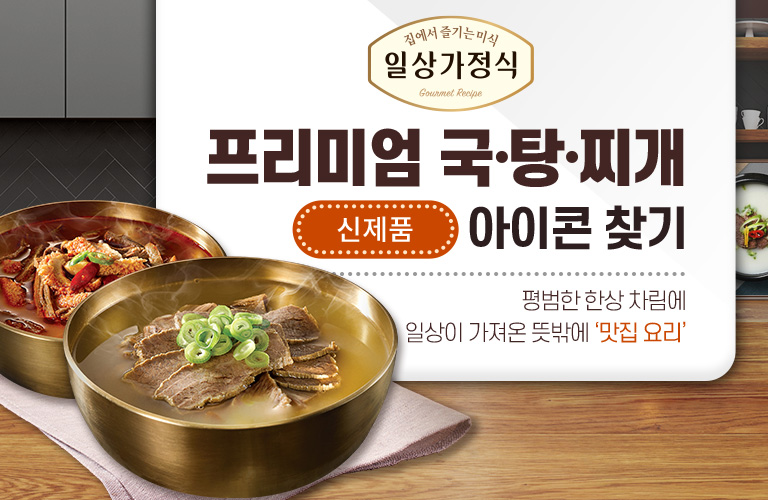 집에서 즐기는 미식
일상가정식
Gourmet Recipe
프리미엄 국·탕·찌개
신제품 아이콘 찾기
평범한 한상 차림에
일상이 가져온 뜻밖에 ‘맛집 요리’